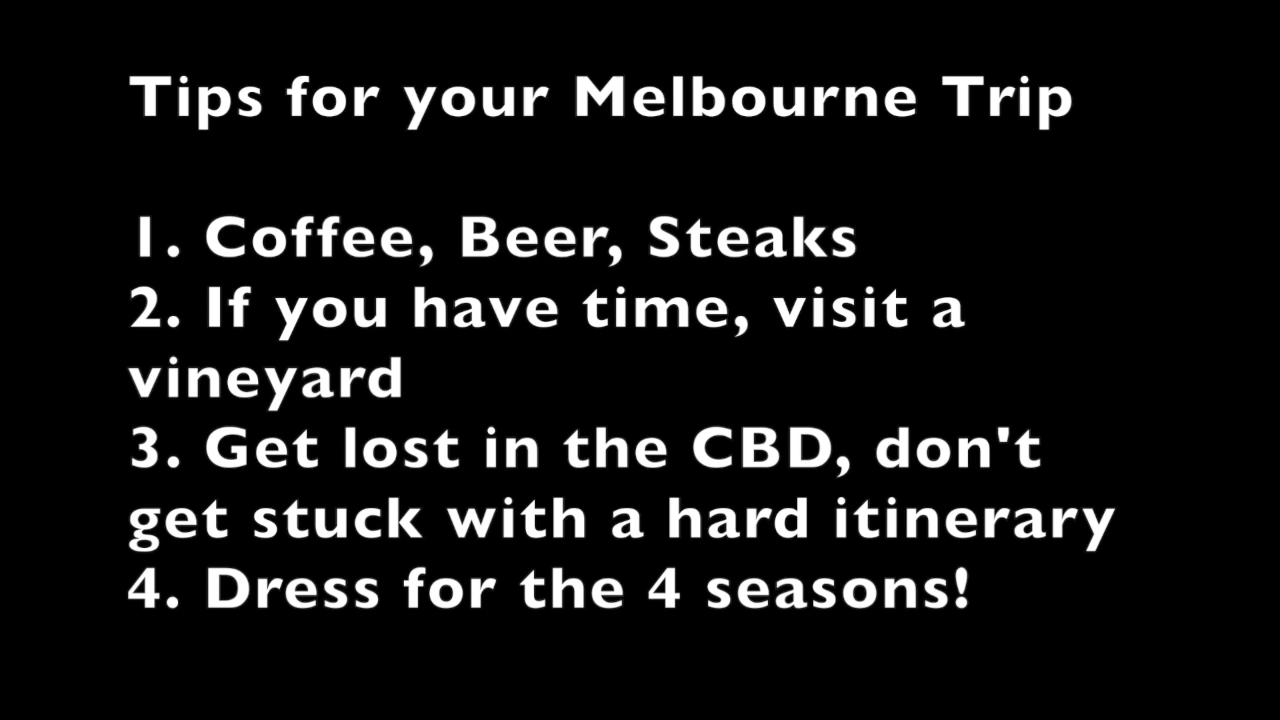 Tips for your Melbourne Trip
1. Coffee, Beer, Steaks
2. If you have time, visit a
vineyard
3. Get lost in the CBD, don't
get stuck with a hard itinerary
4. Dress for the 4 seasons!